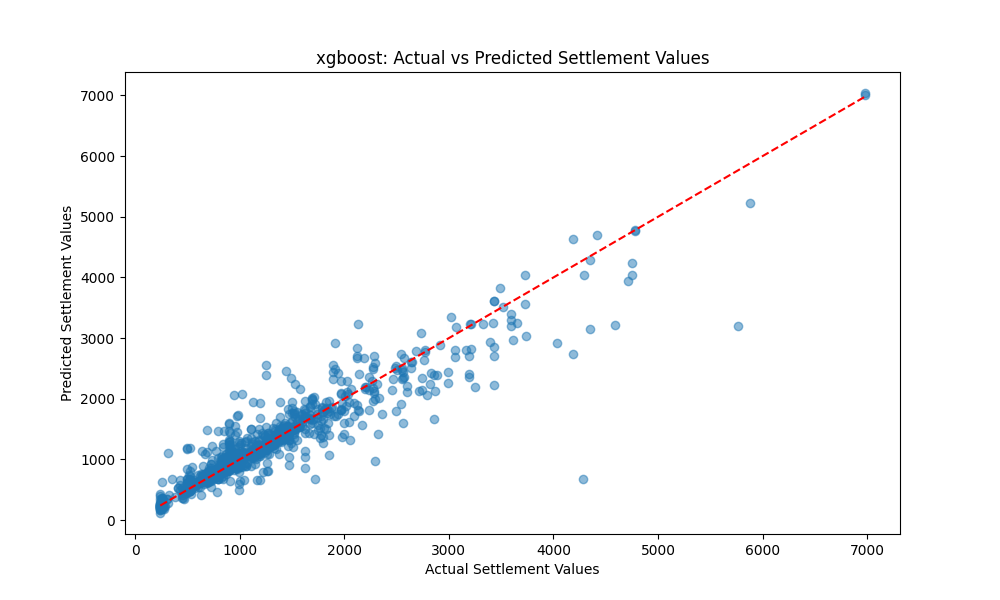 xgboost: Actual vs Predicted Settlement Values
7000
6000
5000
4000
3000
2000
1000
0
Predicted Settlement Values
0 1000 2000 3000 4000 5000 6000 7000
Actual Settlement Values